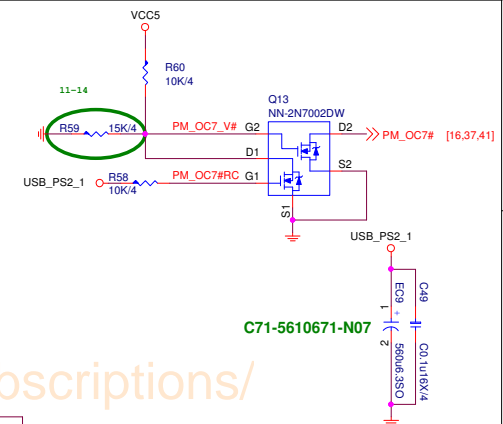 VCC5
R60
10K/4
11-14
Q13
NN-2N7002DW
R59 15K/4 PM_OC7_V# G2 D2 PM_OC7# [16,37,41]
D1 S2
USB_PS2_1 R58 PM_OC7#RC G1
10K/4
S1
USB_PS2_1
EC9 C49
1 +
C71-5610671-N07
2
560u6.3SO C0.1u16X/4